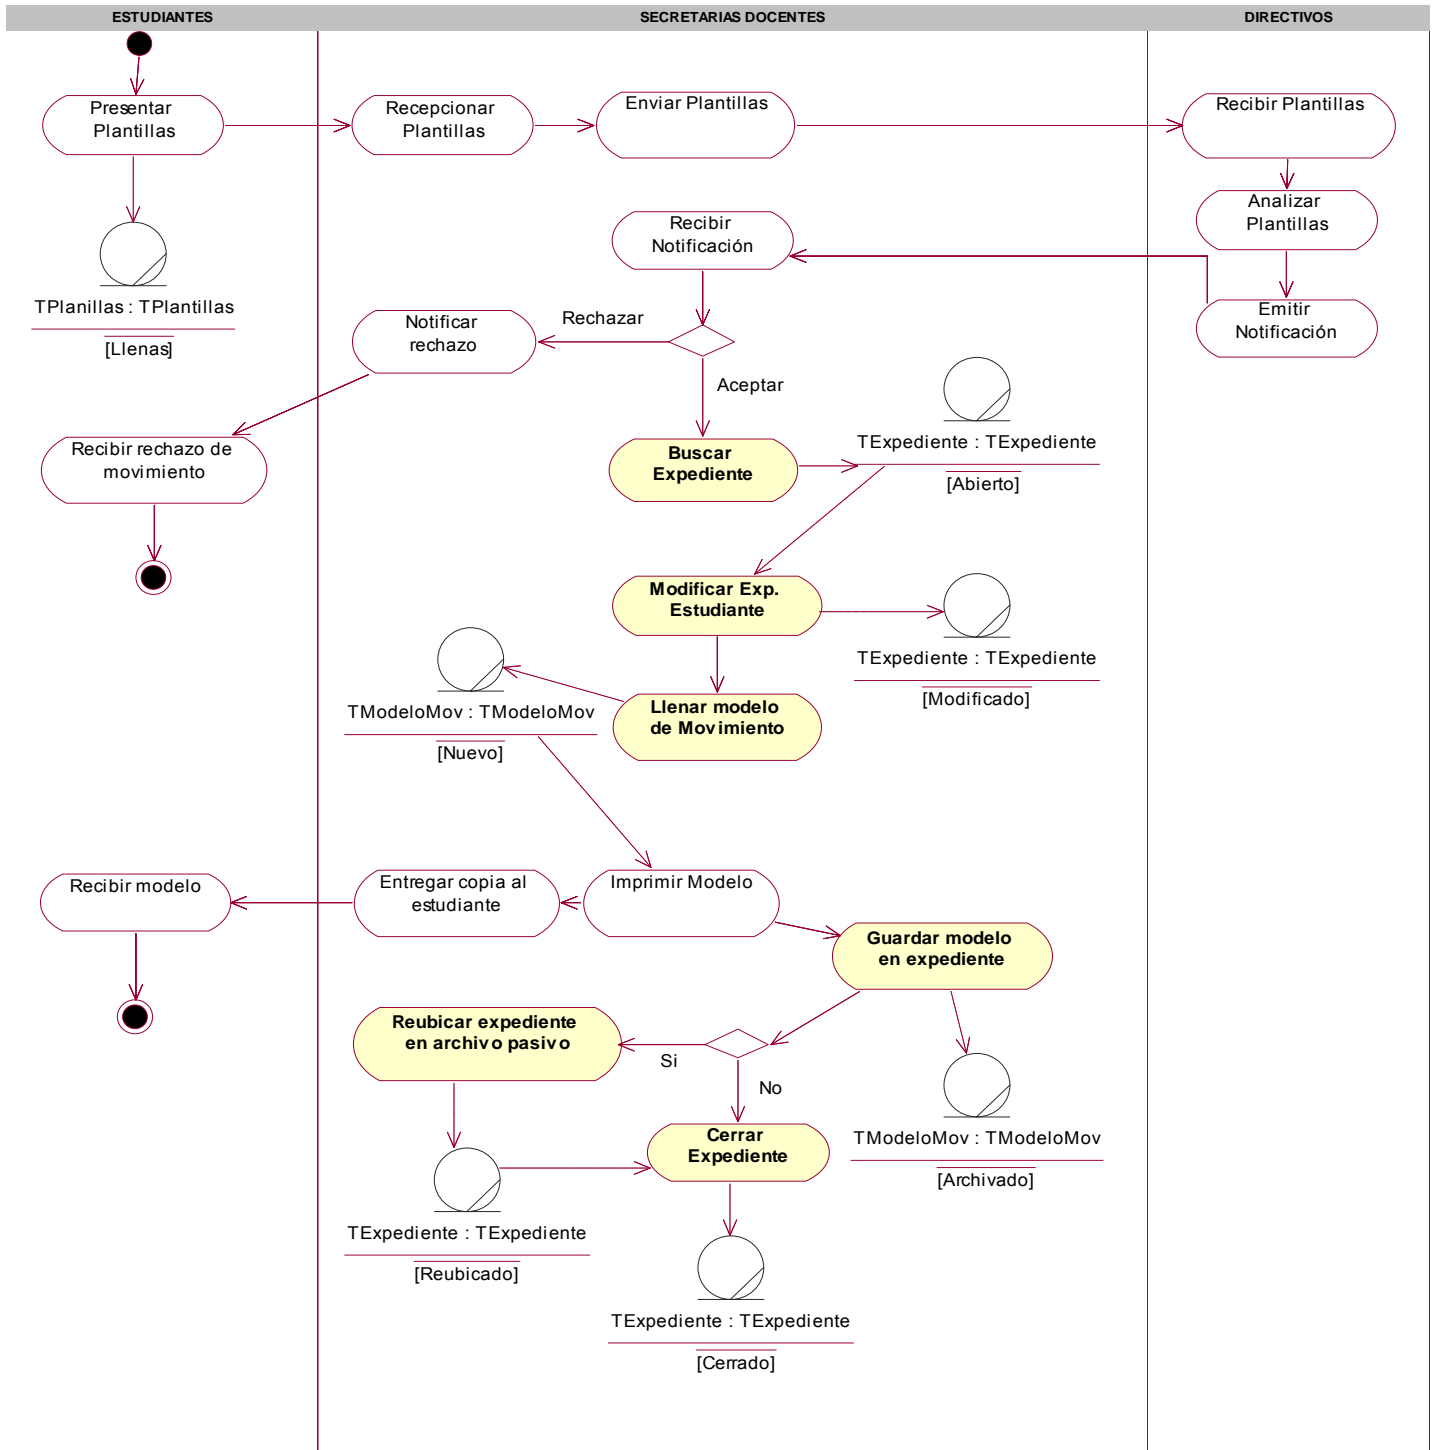 ESTUDIANTES
SECRETARIAS DOCENTES
DIRECTIVOS
Presentar
Plantillas
Recepcionar
Plantillas
Enviar Plantillas
Recibir Plantillas
Analizar
Plantillas
Recibir
Notificación
TPlanillas : TPlantillas
[Llenas]
Notificar
rechazo
Rechazar
Emitir
Notificación
Aceptar
TExpediente : TExpediente
[Abierto]
Recibir rechazo de
movimiento
Buscar
Expediente
Modificar Exp.
Estudiante
TExpediente : TExpediente
[Modificado]
TModeloMov : TModeloMov
[Nuevo]
Llenar modelo
de Movimiento
Recibir modelo
Entregar copia al
estudiante
Imprimir Modelo
Guardar modelo
en expediente
Reubicar expediente
en archivo pasivo
Si
No
Cerrar
Expediente
TModeloMov : TModeloMov
[Archivado]
TExpediente : TExpediente
[Reubicado]
TExpediente : TExpediente
[Cerrado]